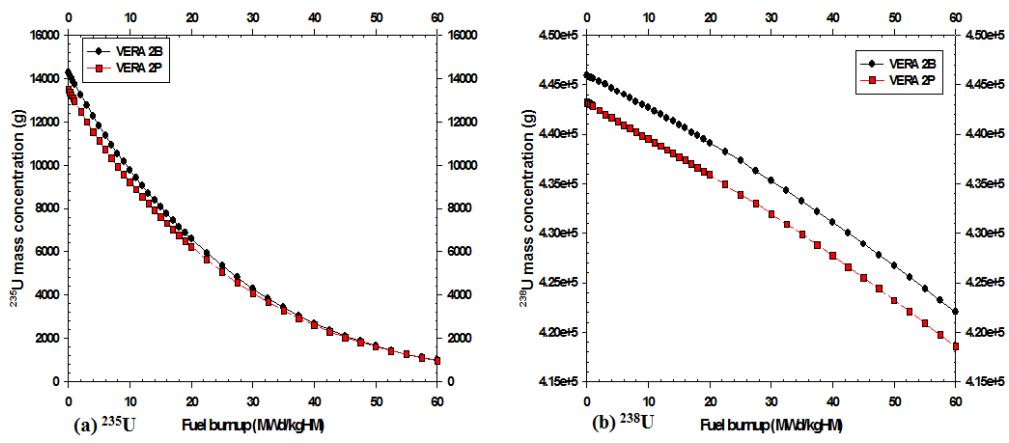 0 10 20 30 40 50 60
0 10 20 30 40 50 60
16000 16000 4.50e+5 4.50e+5
VERA 2B
VERA 2P
VERA 2B
VERA 2P
14000 14000 4.45e+5 4.45e+5
12000 12000 4.40e+5 4.40e+5
10000 10000 4.35e+5 4.35e+5
8000 8000
6000 6000 4.30e+5 4.30e+5
4000 4000 4.25e+5 4.25e+5
2000 2000 4.20e+5 4.20e+5
0 0 4.15e+5 4.15e+5
²³⁵U mass concentration (g)
²³⁸U mass concentration (g)
0 10 20 30 40 50 60
0 10 20 30 40 50 60
(a) ²³⁵U Fuel burnup (MWd/kgHM)
(b) ²³⁸U Fuel burnup (MWd/kgHM)